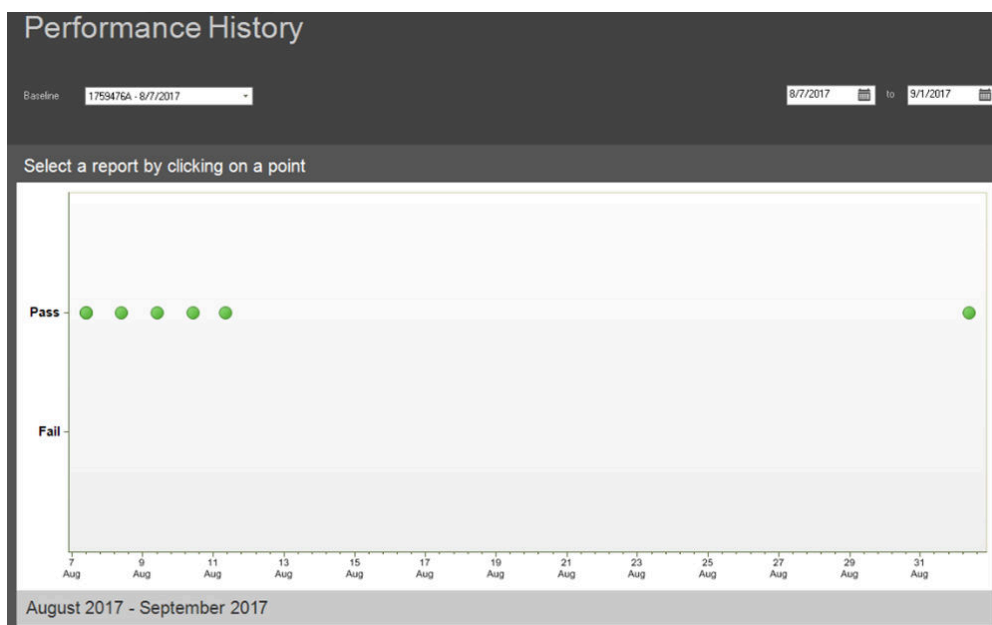 Performance History
Baseline 1759476A - 8/7/2017 8/7/2017 to 9/1/2017
Select a report by clicking on a point
Pass
Fail
7 9 11 13 15 17 19 21 23 25 27 29 31
Aug Aug Aug Aug Aug Aug Aug Aug Aug Aug Aug Aug Aug
August 2017 - September 2017